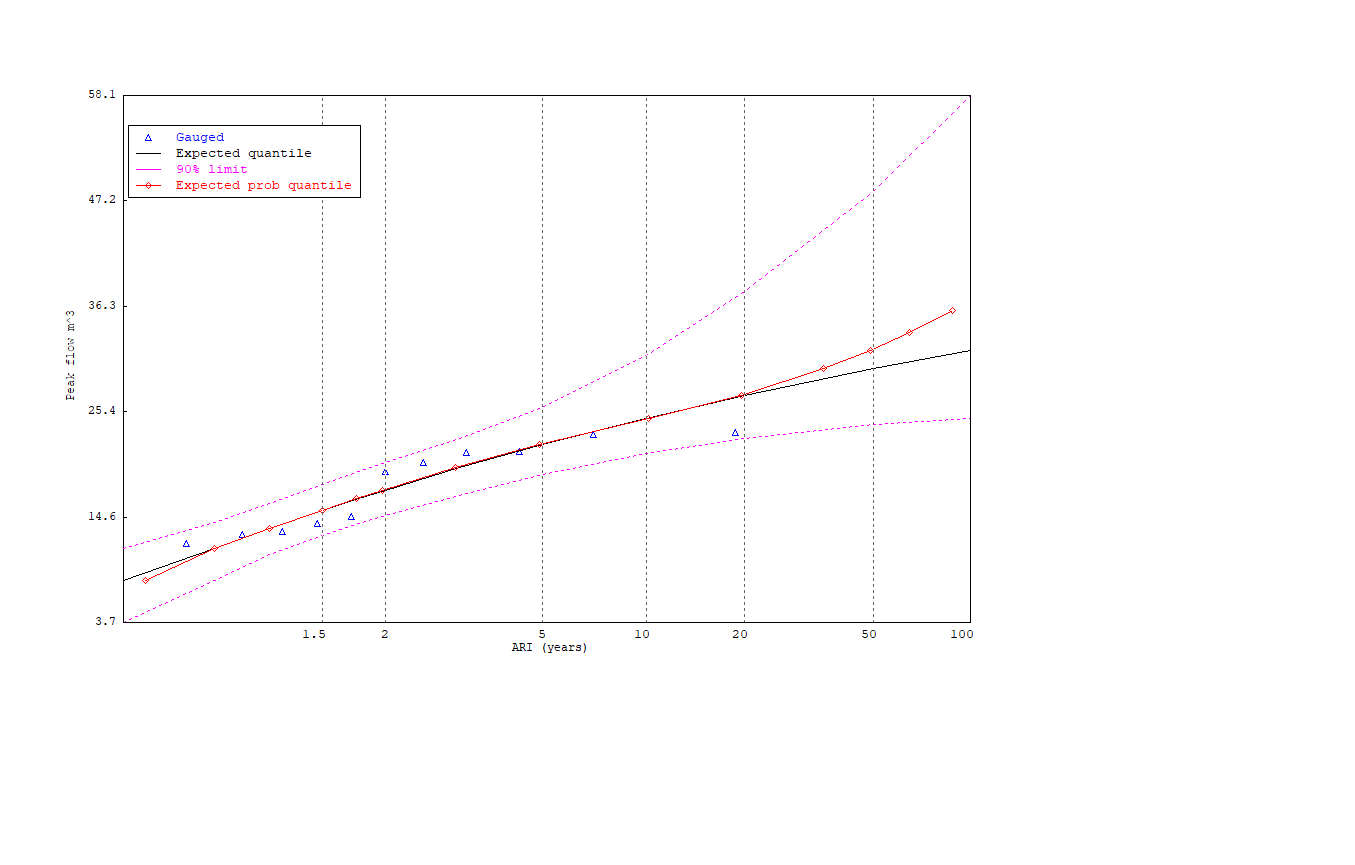 58.1
Gauged
Expected quantile
90% limit
Expected prob quantile
47.2
36.3
Peak flow m^3
25.4
14.6
3.7
1.5 2 5 10 20 50 100
ARI (years)